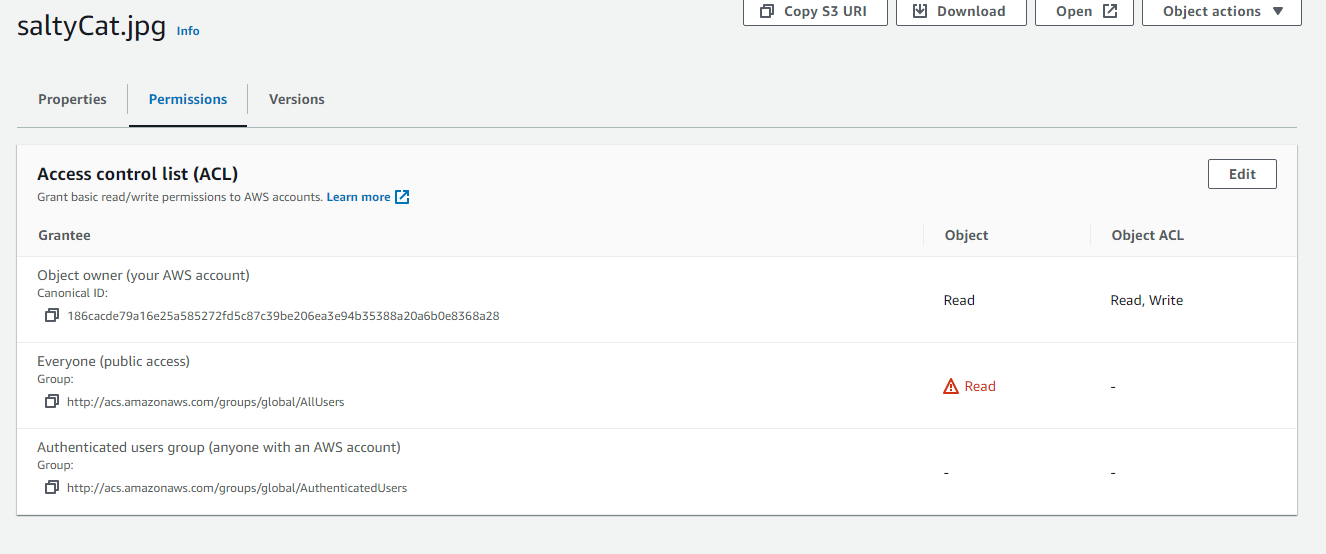 saltyCat.jpg Info
Copy S3 URI
Download
Open
Object actions
Properties
Permissions
Versions
Access control list (ACL)
Edit
Grant basic read/write permissions to AWS accounts. Learn more
Grantee Object Object ACL
Object owner (your AWS account)
Canonical ID:
186cacde79a16e25a585272fd5c87c39be206ea3e94b35388a20a6b0e8368a28
Read
Read, Write
Everyone (public access)
Group:
http://acs.amazonaws.com/groups/global/AllUsers
Read
-
Authenticated users group (anyone with an AWS account)
Group:
http://acs.amazonaws.com/groups/global/AuthenticatedUsers
-
-